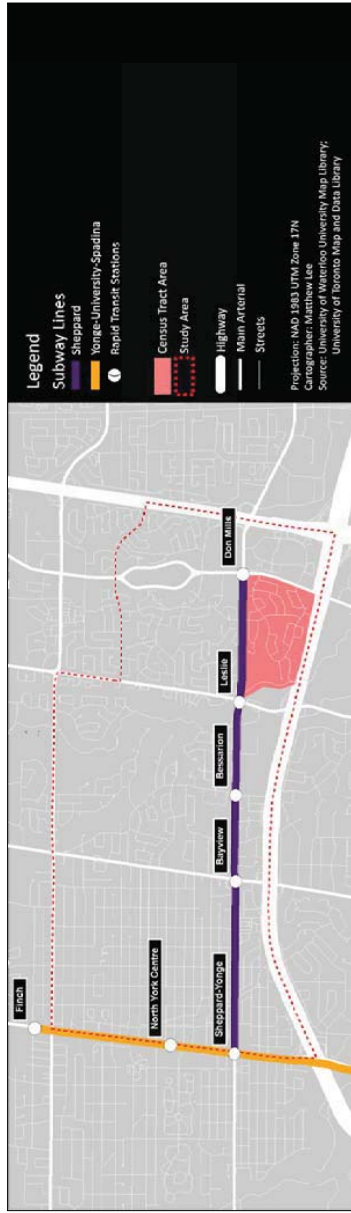 Finch
North York Centre
Sheppard-Yonge
Bayview
Bessarion
Leslie
Don Mills
Legend
Subway Lines
Sheppard
Yonge-University-Spadina
Rapid Transit Stations
Census Tract Area
Study Area
Highway
Main Arterial
Streets
Projection: NAD 1983 UTM Zone 17N
Cartographer: Matthew Lee
Source: University of Waterloo University Map Library;
University of Toronto Map and Data Library